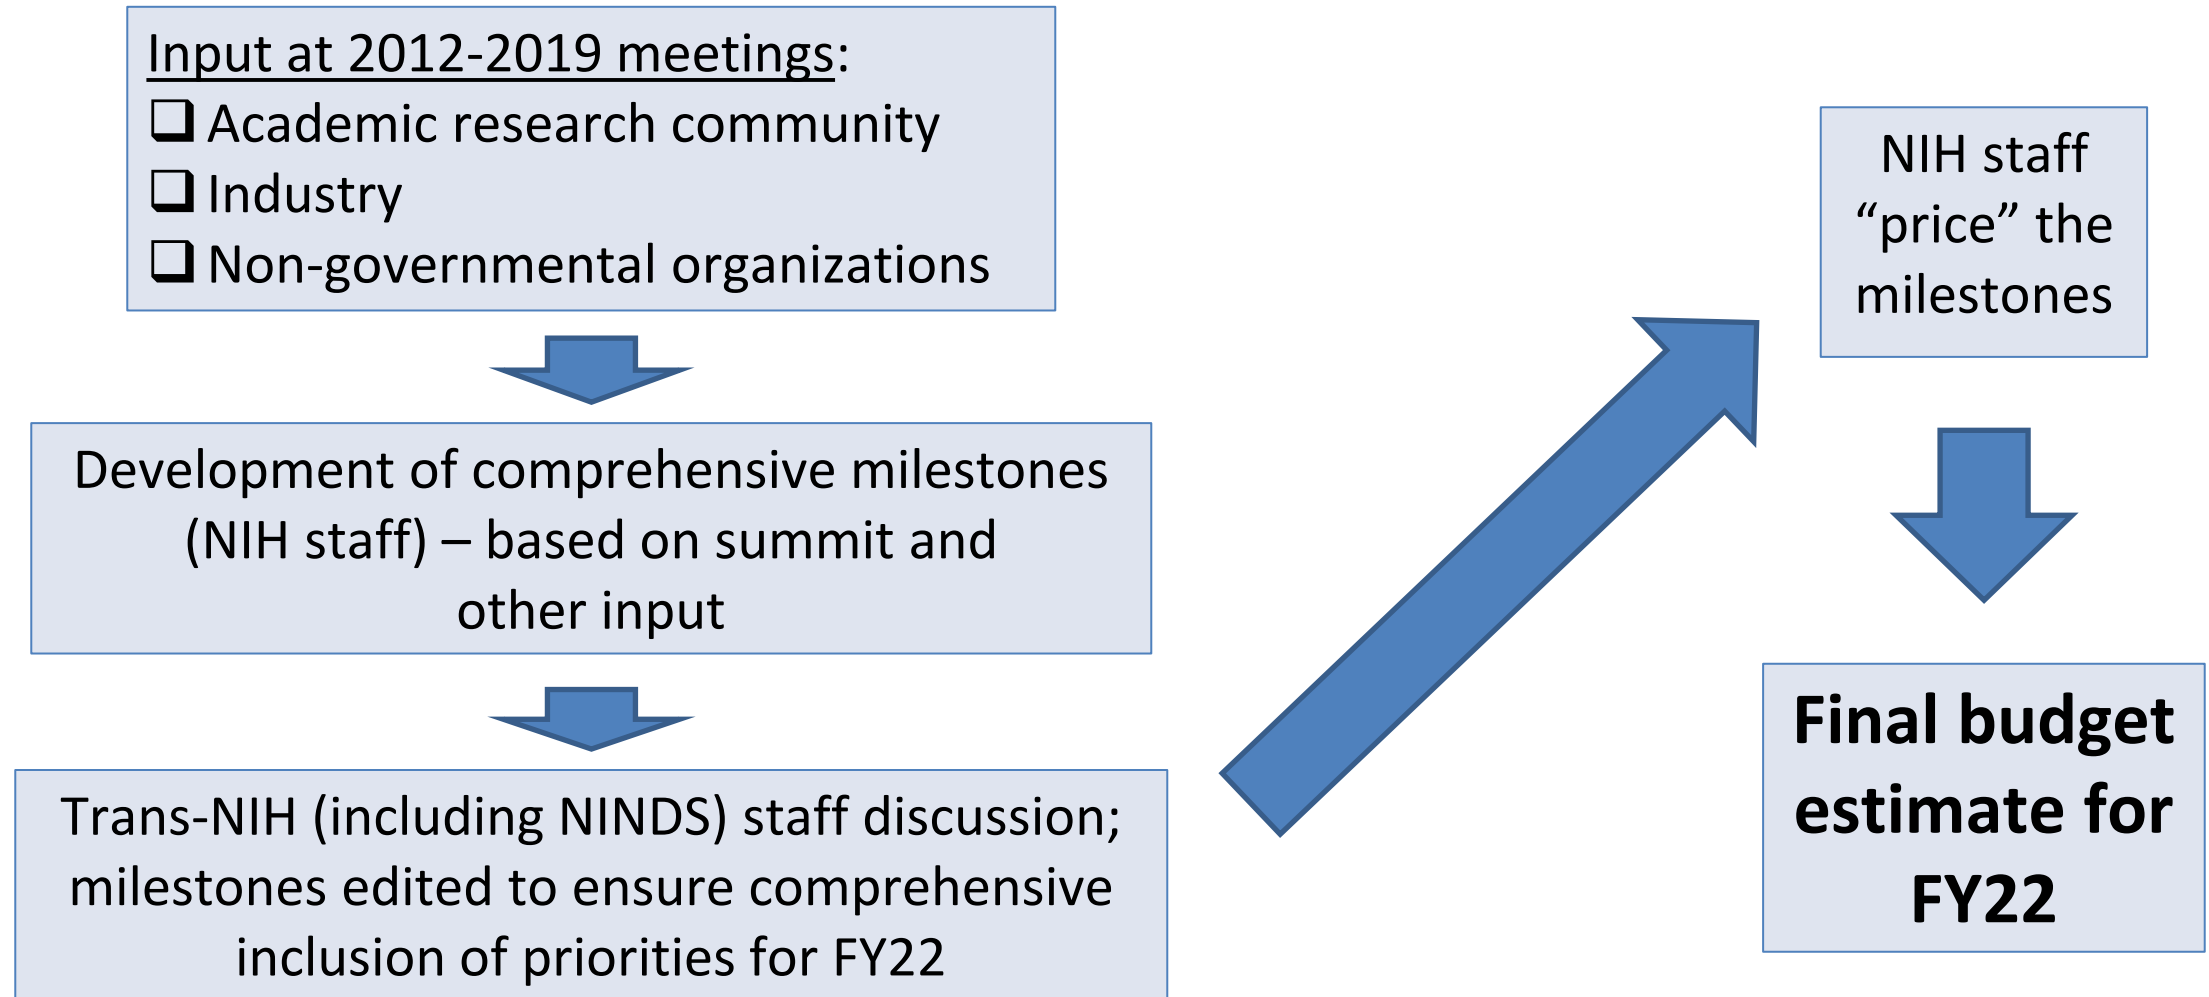 Input at 2012-2019 meetings:
❑ Academic research community
❑ Industry
❑ Non-governmental organizations
Development of comprehensive milestones
(NIH staff) – based on summit and
other input
Trans-NIH (including NINDS) staff discussion;
milestones edited to ensure comprehensive
inclusion of priorities for FY22
NIH staff
“price” the
milestones
Final budget
estimate for
FY22